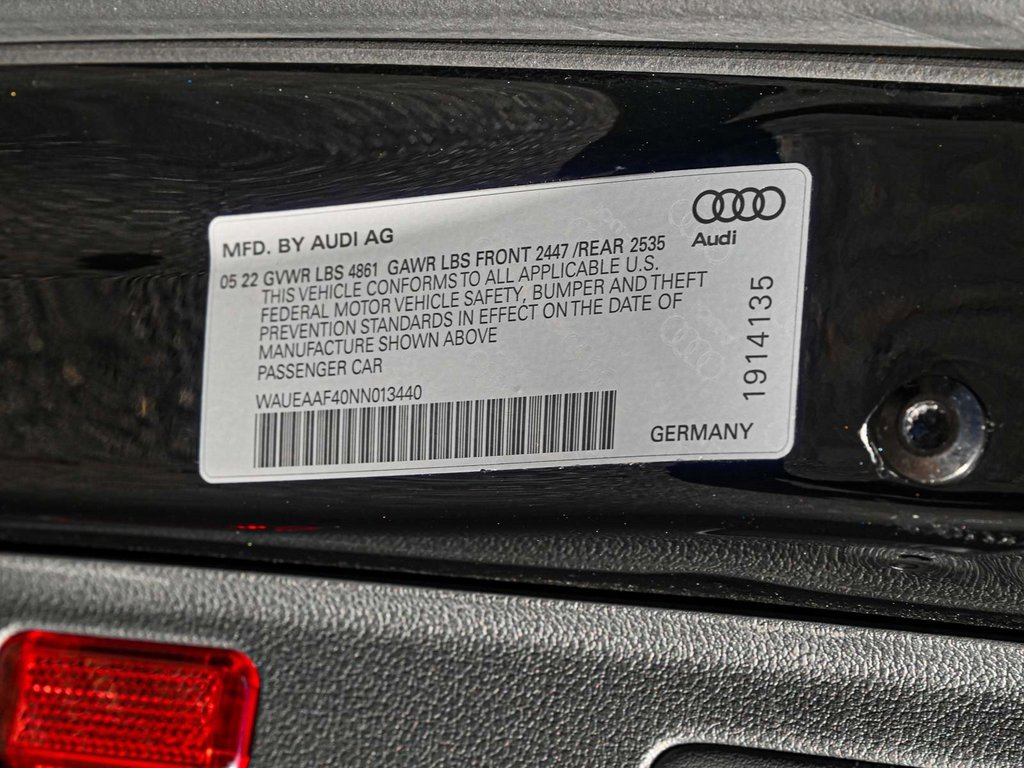 MFD. BY AUDI AG
Audi
05 22 GVWR LBS 4861 GAWR LBS FRONT 2447 /REAR 2535
THIS VEHICLE CONFORMS TO ALL APPLICABLE U.S.
FEDERAL MOTOR VEHICLE SAFETY, BUMPER AND THEFT
PREVENTION STANDARDS IN EFFECT ON THE DATE OF
MANUFACTURE SHOWN ABOVE
PASSENGER CAR
WAUEAAF40NN013440
GERMANY
1914135